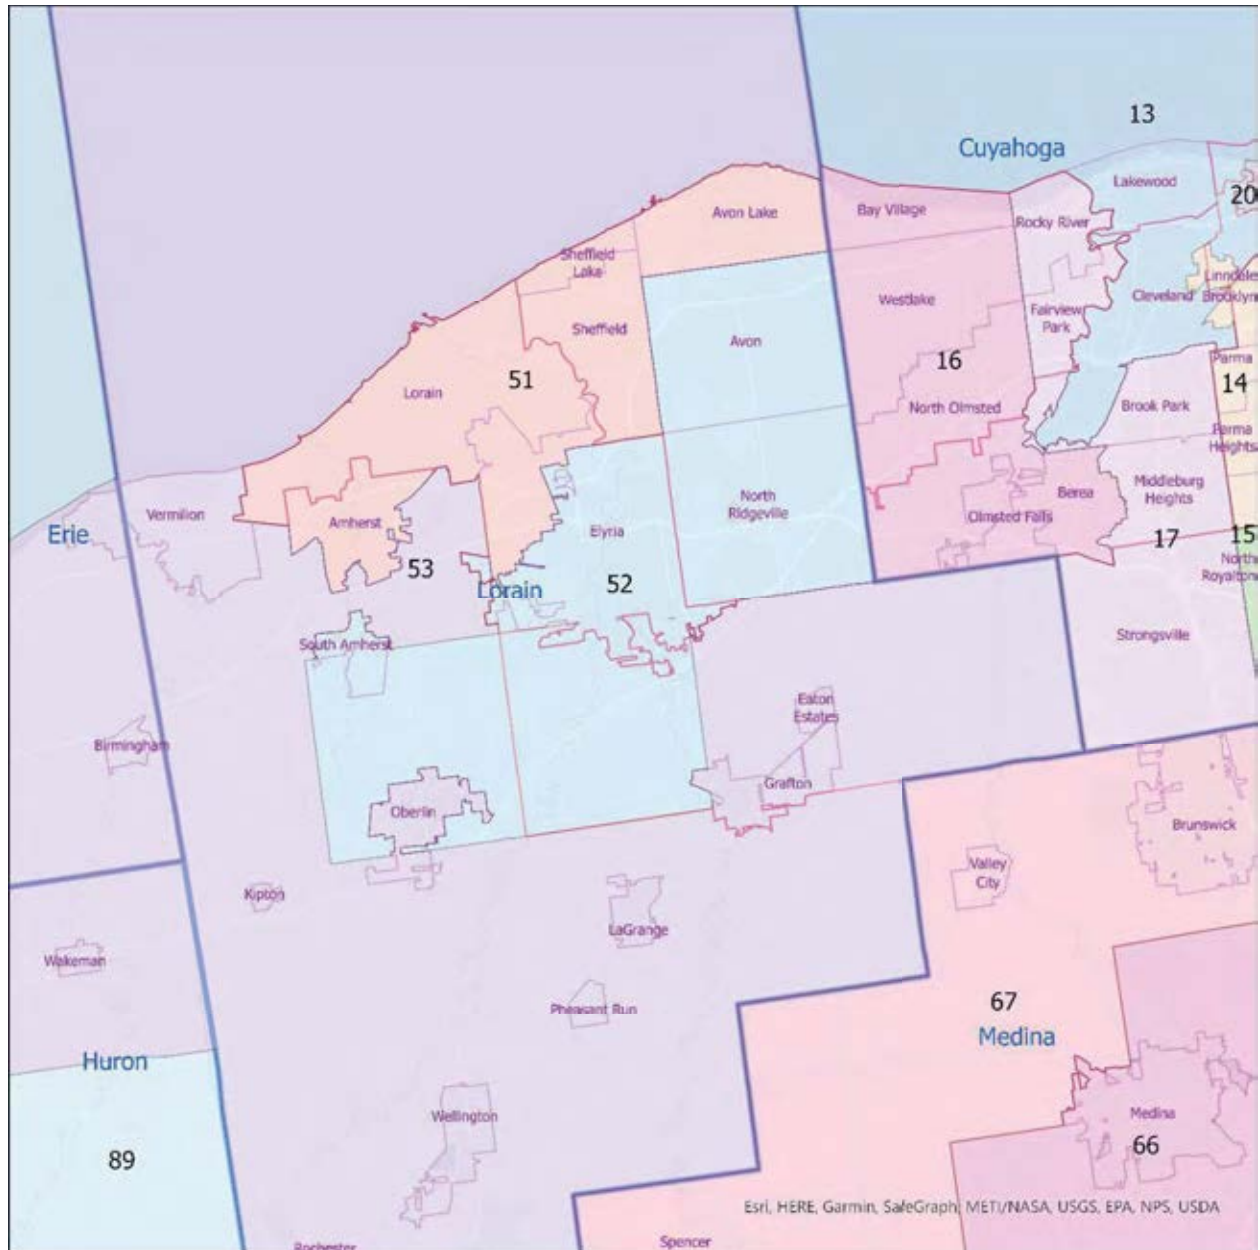 13
Cuyahoga
Lakewood
20
Avon Lake
Bay Village
Rocky River
Sheffield
Lake
Linndale
Westlake
Cleveland
Brooklyn
Sheffield
Fairview
Park
Avon
Parma
16
51
14
Lorain
North Olmsted
Brook Park
Parma
Heights
Middleburg
Heights
North
Ridgeville
Berea
Vermilion
Amherst
Olmsted Falls
Elyria
Erie
17
15
53
North
Royalton
52
Lorain
South Amherst
Strongsville
Eaton
Estates
Birmingham
Grafton
Oberlin
Brunswick
Valley
City
Kipton
LaGrange
Wakeman
67
Pheasant Run
Medina
Huron
Wellington
Medina
66
89
Esri, HERE, Garmin, SafeGraph, METI/NASA, USGS, EPA, NPS, USDA
Spencer
Rochester